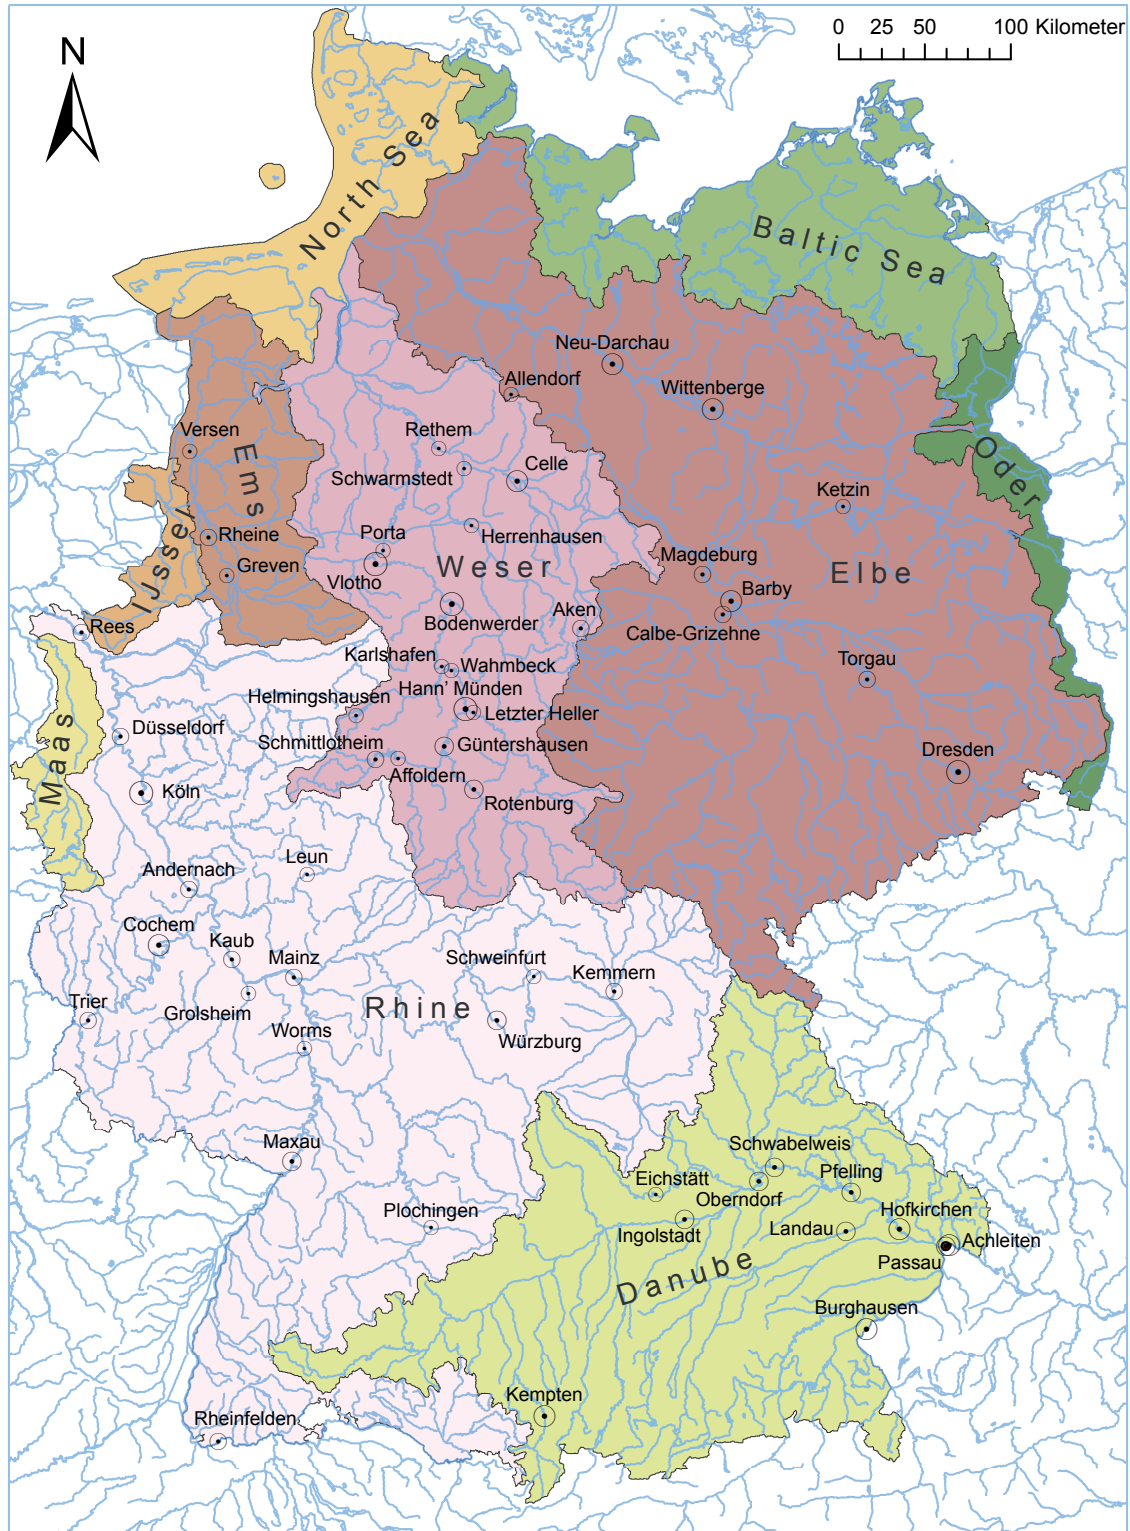 0 25 50 100 Kilometer
N
North Sea
Baltic Sea
Neu-Darchau
Allendorf
Wittenberge
Versen
Rethem
Ems
Oder
Schwarmstedt
Celle
Ketzin
IJssel
Rheine
Porta
Herrenhausen
Greven
Vlotho
Weser
Magdeburg
Elbe
Barby
Rees
Bodenwerder
Aken
Calbe-Grizehne
Karlshafen
Wahmbeck
Torgau
Hann' Münden
Helmingshausen
Letzter Heller
Maas
Düsseldorf
Schmittlotheim
Güntershausen
Dresden
Affoldern
Köln
Rotenburg
Leun
Andernach
Cochem
Kaub
Mainz
Schweinfurt
Kemmern
Trier
Grolsheim
Rhine
Worms
Würzburg
Maxau
Schwabelweis
Eichstätt
Pfelling
Oberndorf
Plochingen
Hofkirchen
Ingolstadt
Landau
Achleiten
Danube
Passau
Burghausen
Kempten
Rheinfelden